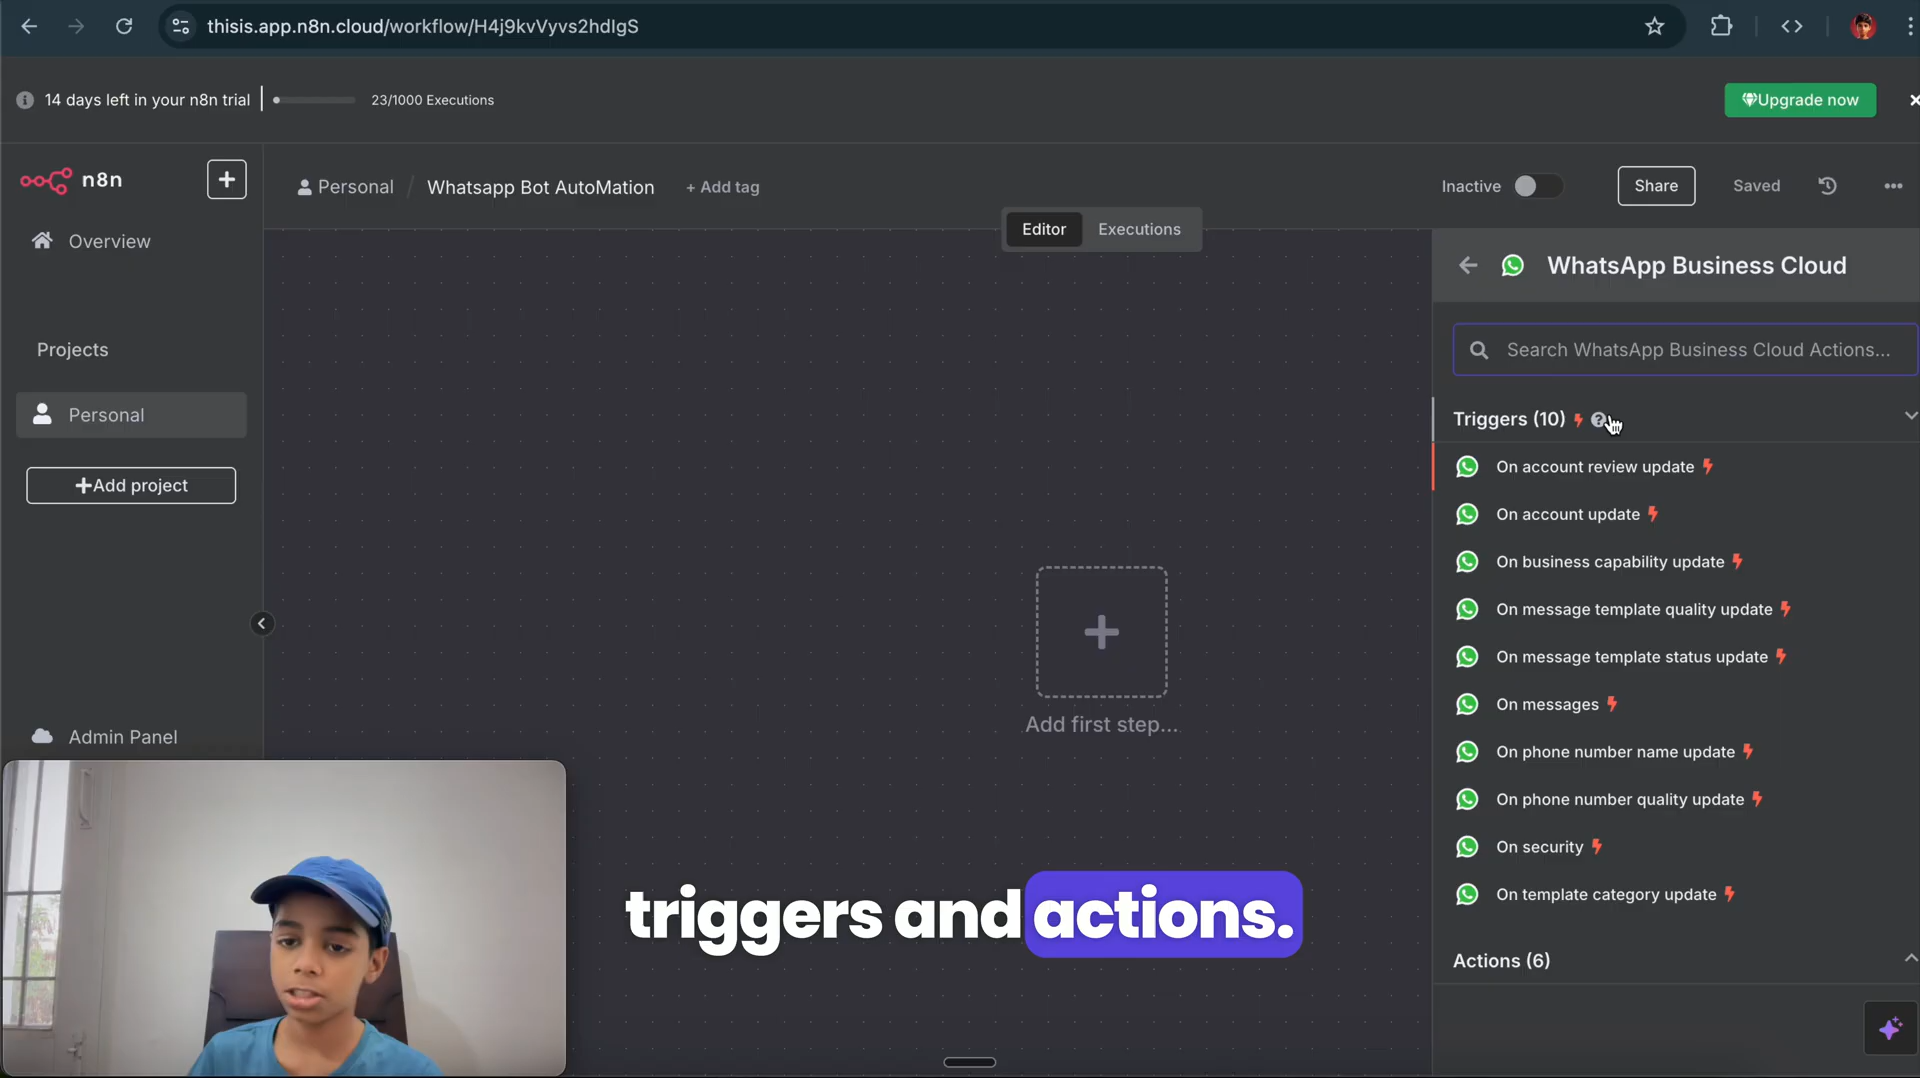 thisis.app.n8n.cloud/workflow/H4j9kvVyvs2hdIgS
14 days left in your n8n trial
23/1000 Executions
Upgrade now
n8n
Personal / Whatsapp Bot AutoMation + Add tag
Inactive
Share
Saved
Editor
Executions
Overview
Projects
Personal
Add project
Admin Panel
Add first step...
WhatsApp Business Cloud
Search WhatsApp Business Cloud Actions...
Triggers (10)
On account review update
On account update
On business capability update
On message template quality update
On message template status update
On messages
On phone number name update
On phone number quality update
On security
On template category update
Actions (6)
triggers and actions.